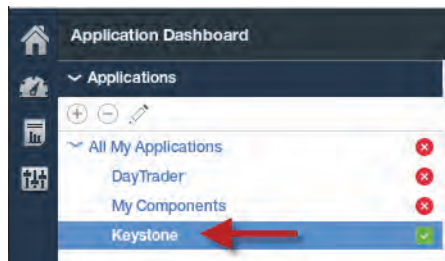 Application Dashboard
Applications
All My Applications
DayTrader
My Components
Keystone